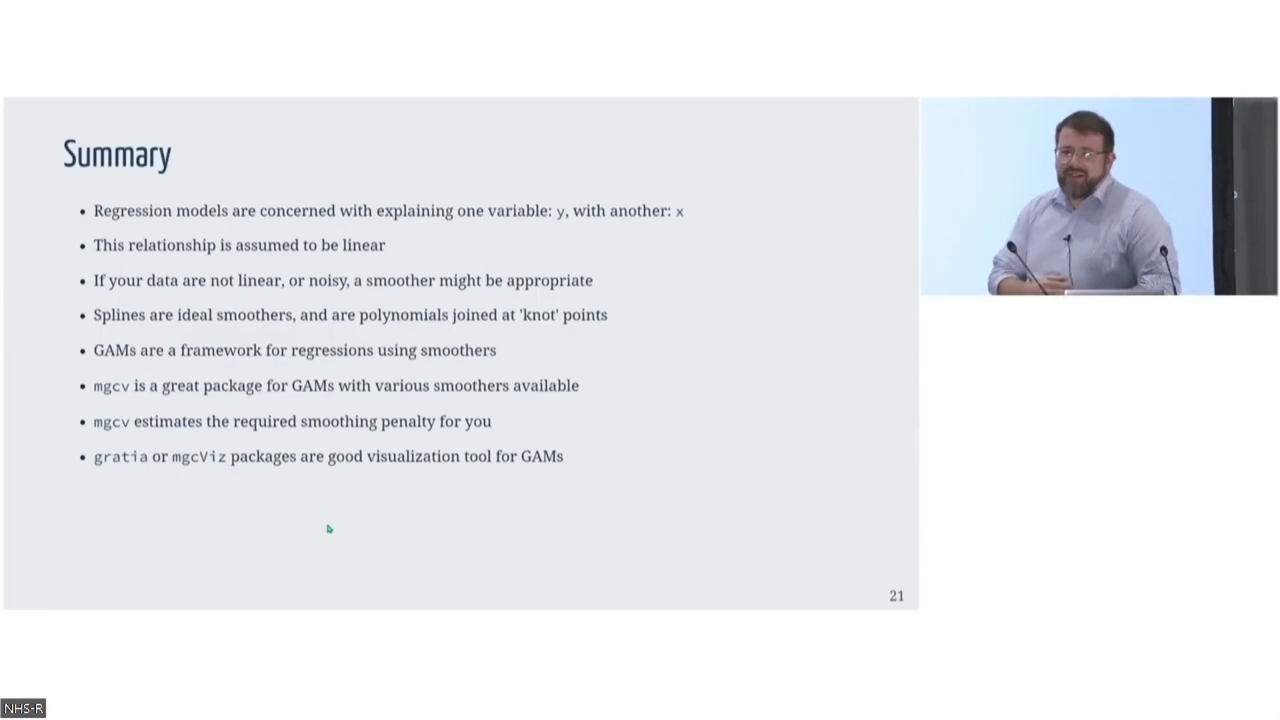 Summary
Regression models are concerned with explaining one variable: y, with another: x
This relationship is assumed to be linear
If your data are not linear, or noisy, a smoother might be appropriate
Splines are ideal smoothers, and are polynomials joined at 'knot' points
GAMs are a framework for regressions using smoothers
mgcv is a great package for GAMs with various smoothers available
mgcv estimates the required smoothing penalty for you
gratia or mgcViz packages are good visualization tool for GAMs
21
NHS-R